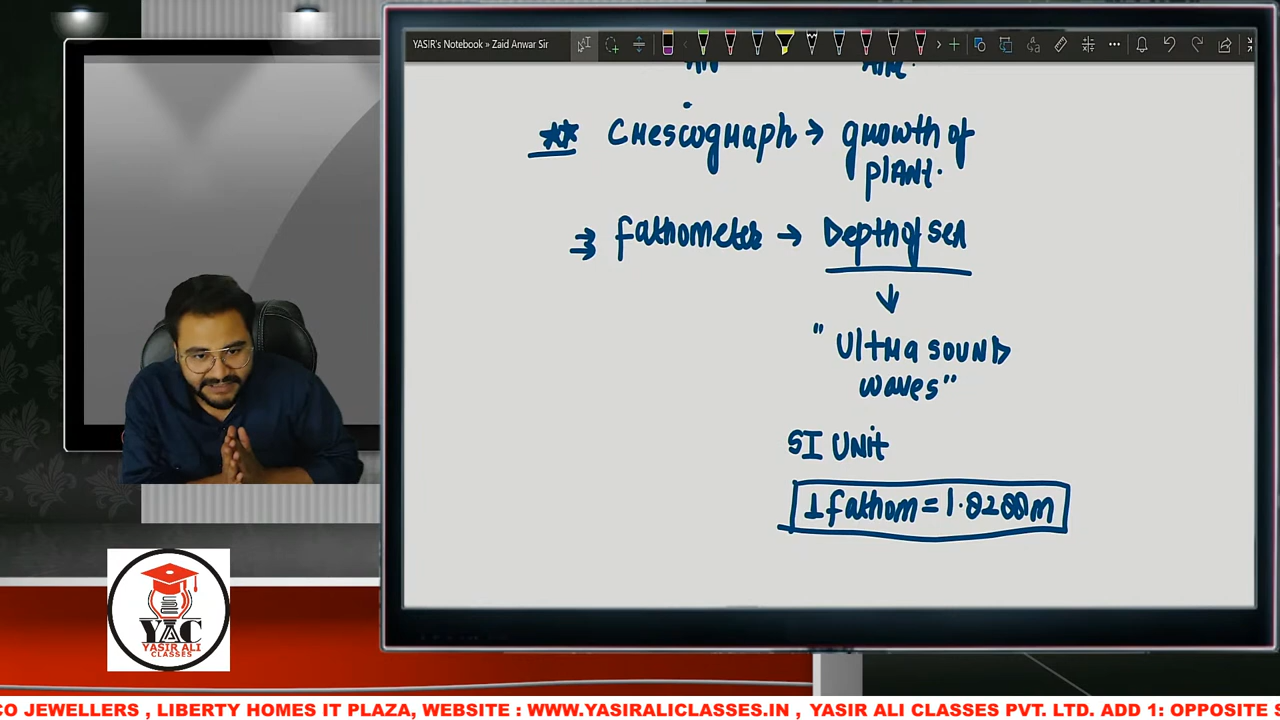 YASIR's Notebook » Zaid Anwar Sir
** Crescograph → growth of
plant.
⇒ fathometer → Depth of sea
↓
"Ultra sound
waves"
SI Unit
1 fathom = 1.8288m
YAC
YASIR ALI
CLASSES
CO JEWELLERS , LIBERTY HOMES IT PLAZA, WEBSITE : WWW.YASIRALICLASSES.IN , YASIR ALI CLASSES PVT. LTD. ADD 1: OPPOSITE